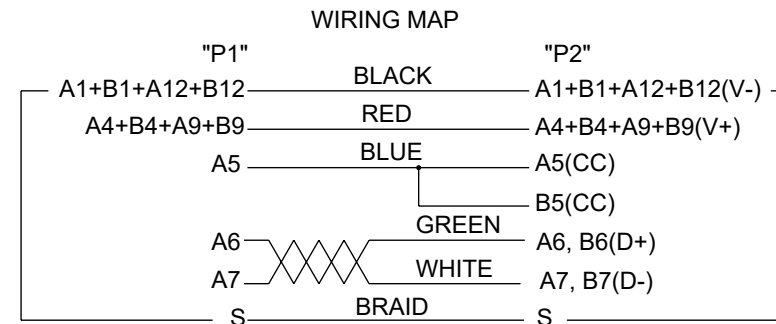 WIRING MAP
"P1" "P2"
A1+B1+A12+B12 BLACK A1+B1+A12+B12(V-)
A4+B4+A9+B9 RED A4+B4+A9+B9(V+)
A5 BLUE A5(CC)
B5(CC)
A6 GREEN A6, B6(D+)
A7 WHITE A7, B7(D-)
S BRAID S